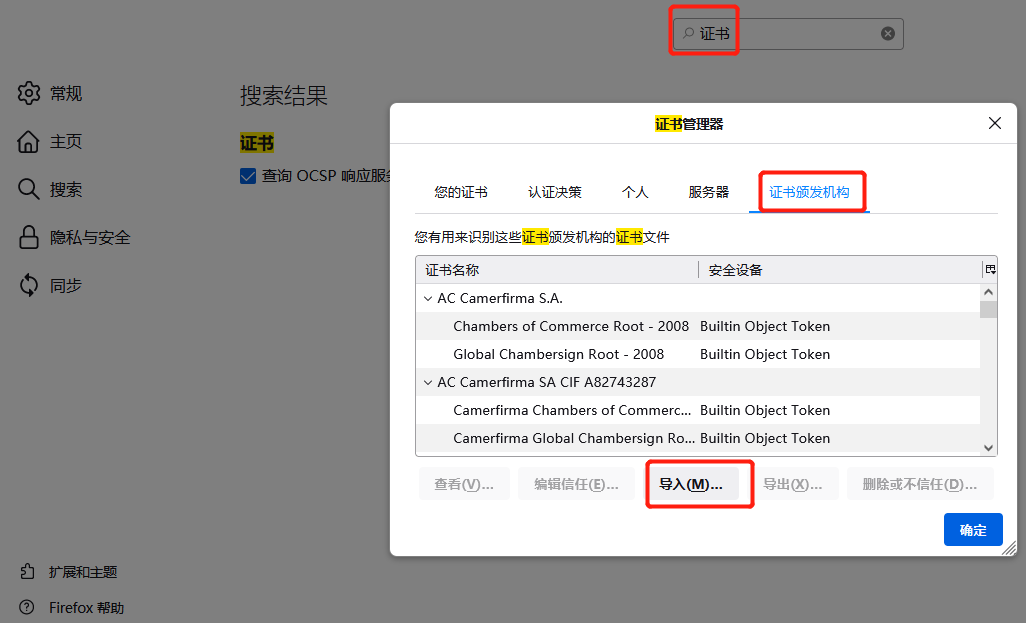 证书
常规
主页
搜索
隐私与安全
同步
扩展和主题
Firefox 帮助
搜索结果
证书
查询 OCSP 响应服
证书管理器
您的证书 认证决策 个人 服务器 证书颁发机构
您有用来识别这些证书颁发机构的证书文件
证书名称 安全设备
AC Camerfirma S.A.
Chambers of Commerce Root - 2008 Builtin Object Token
Global Chambersign Root - 2008 Builtin Object Token
AC Camerfirma SA CIF A82743287
Camerfirma Chambers of Commerc... Builtin Object Token
Camerfirma Global Chambersign Ro... Builtin Object Token
查看(V)... 编辑信任(E)... 导入(M)... 导出(X)... 删除或不信任(D)...
确定